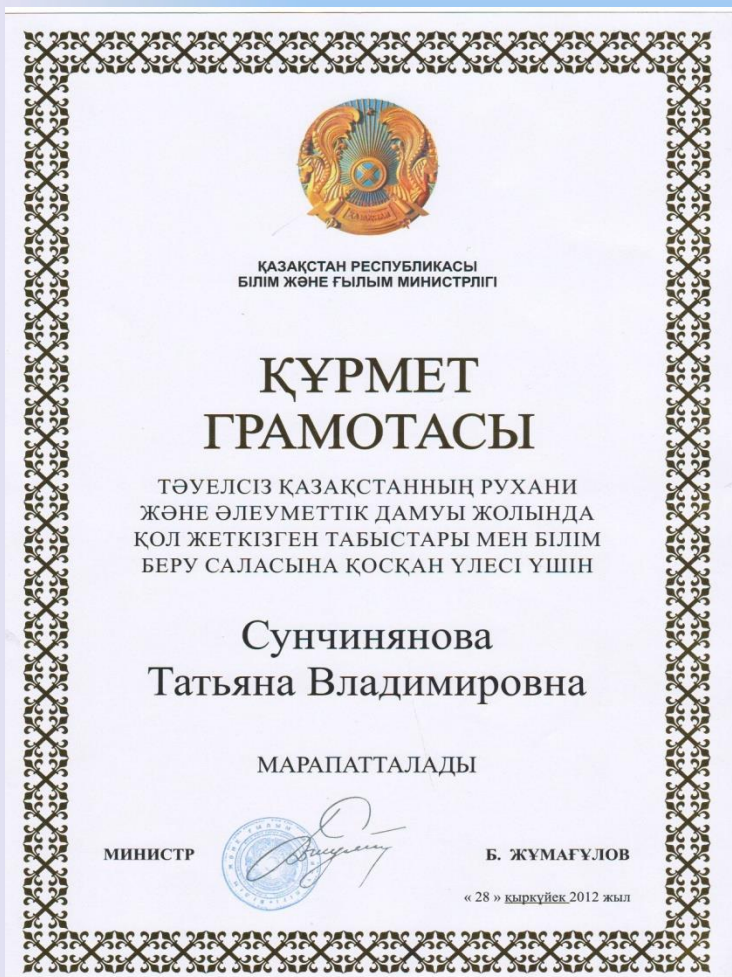 ҚАЗАҚСТАН РЕСПУБЛИКАСЫ
БІЛІМ ЖӘНЕ ҒЫЛЫМ МИНИСТРЛІГІ
ҚҰРМЕТ
ГРАМОТАСЫ
ТӘУЕЛСІЗ ҚАЗАҚСТАННЫҢ РУХАНИ
ЖӘНЕ ӘЛЕУМЕТТІК ДАМУЫ ЖОЛЫНДА
ҚОЛ ЖЕТКІЗГЕН ТАБЫСТАРЫ МЕН БІЛІМ
БЕРУ САЛАСЫНА ҚОСҚАН ҮЛЕСІ ҮШІН
Сунчинянова
Татьяна Владимировна
МАРАПАТТАЛАДЫ
МИНИСТР
Б. ЖҰМАҒҰЛОВ
« 28 » қыркүйек 2012 жыл